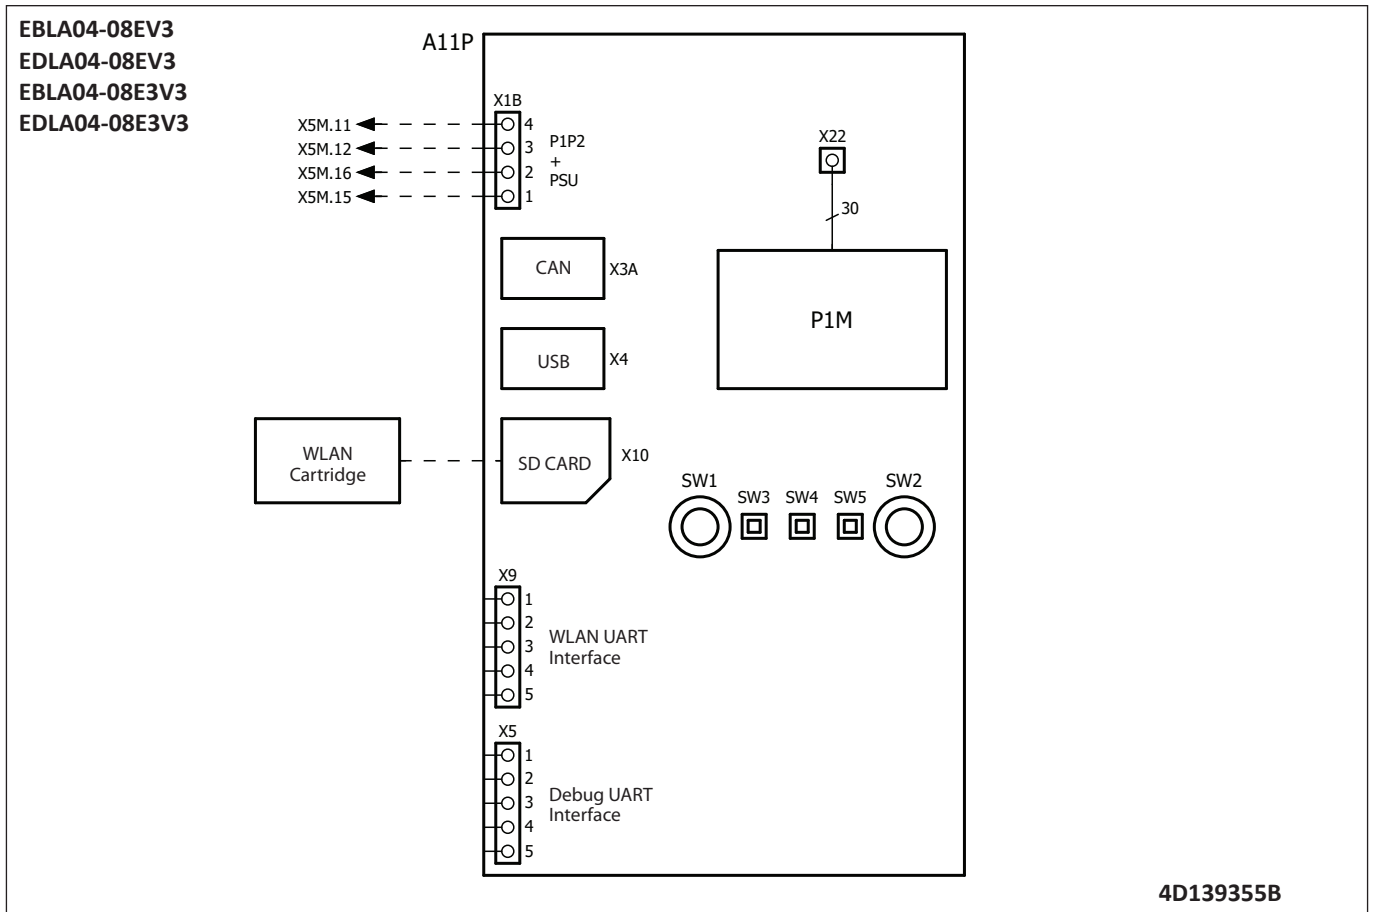 EBLA04-08EV3
EDLA04-08EV3
EBLA04-08E3V3
EDLA04-08E3V3
A11P
X1B
X5M.11
4
X5M.12
3
X5M.16
2
X5M.15
1
P1P2
+
PSU
X22
30
P1M
CAN
X3A
USB
X4
WLAN
Cartridge
SD CARD
X10
SW1
SW3
SW4
SW5
SW2
X9
1
2
3
4
5
WLAN UART
Interface
X5
1
2
3
4
5
Debug UART
Interface
4D139355B